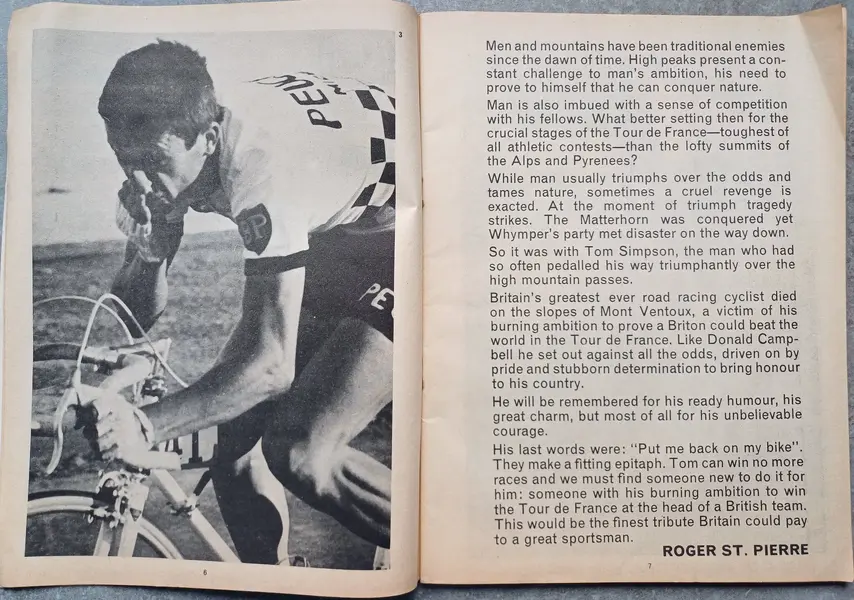 3
PEUG
BP
PE
6
Men and mountains have been traditional enemies
since the dawn of time. High peaks present a con-
stant challenge to man's ambition, his need to
prove to himself that he can conquer nature.
Man is also imbued with a sense of competition
with his fellows. What better setting then for the
crucial stages of the Tour de France—toughest of
all athletic contests—than the lofty summits of
the Alps and Pyrenees?
While man usually triumphs over the odds and
tames nature, sometimes a cruel revenge is
exacted. At the moment of triumph tragedy
strikes. The Matterhorn was conquered yet
Whymper's party met disaster on the way down.
So it was with Tom Simpson, the man who had
so often pedalled his way triumphantly over the
high mountain passes.
Britain's greatest ever road racing cyclist died
on the slopes of Mont Ventoux, a victim of his
burning ambition to prove a Briton could beat the
world in the Tour de France. Like Donald Camp-
bell he set out against all the odds, driven on by
pride and stubborn determination to bring honour
to his country.
He will be remembered for his ready humour, his
great charm, but most of all for his unbelievable
courage.
His last words were: "Put me back on my bike".
They make a fitting epitaph. Tom can win no more
races and we must find someone new to do it for
him: someone with his burning ambition to win
the Tour de France at the head of a British team.
This would be the finest tribute Britain could pay
to a great sportsman.
ROGER ST. PIERRE
7